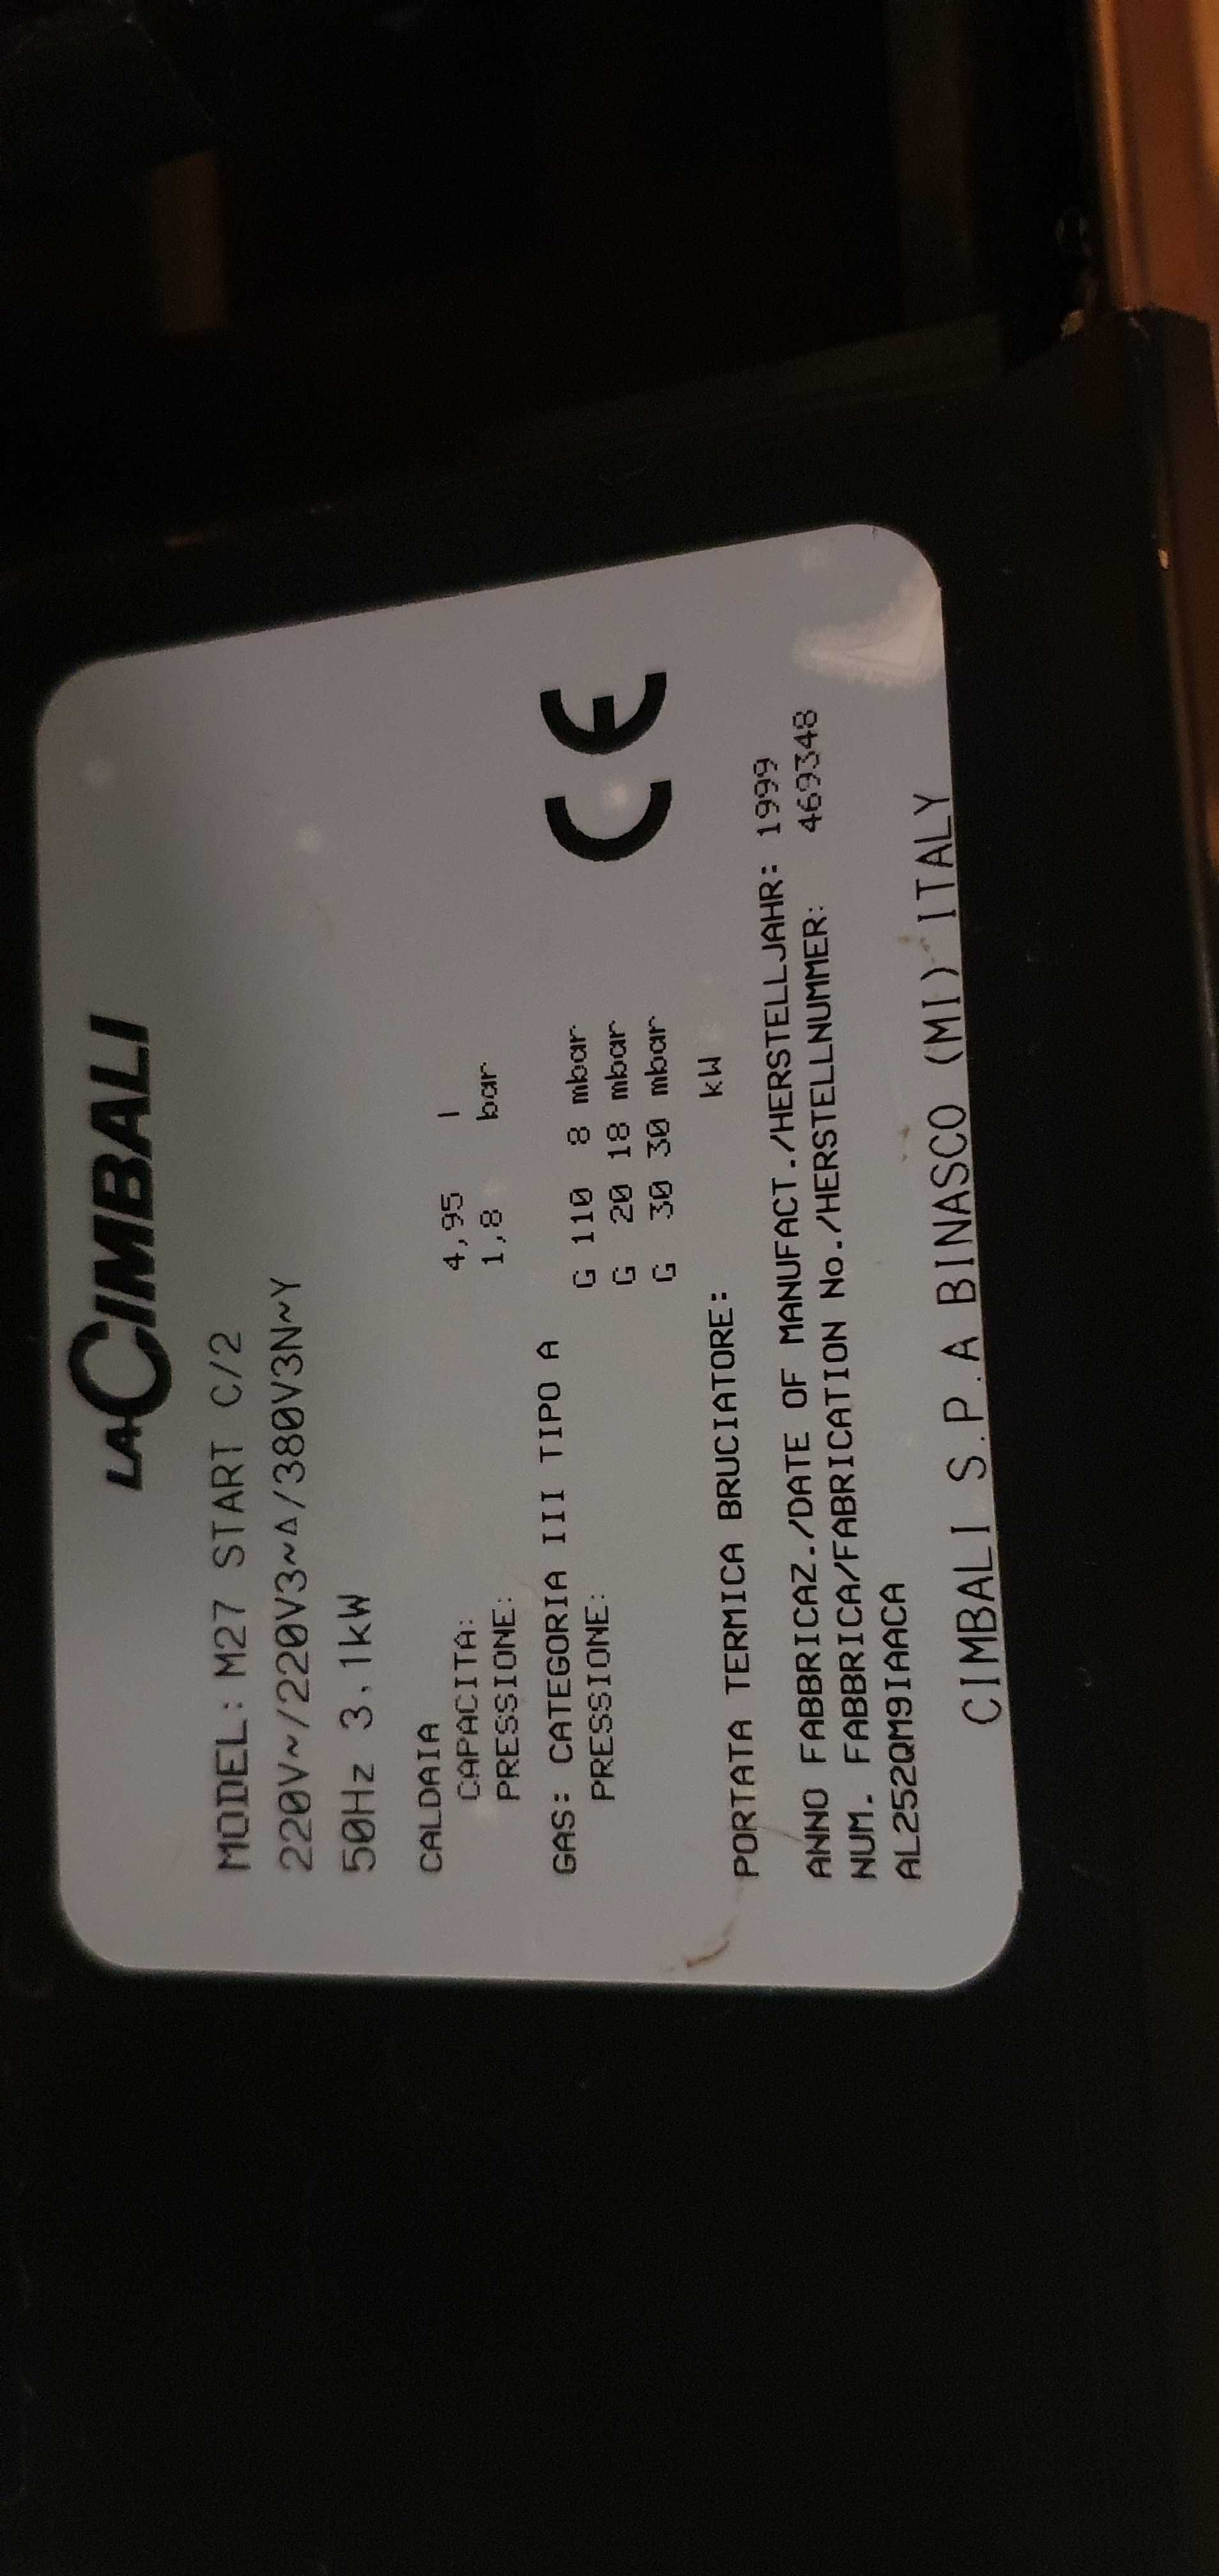 LACIMBALI
MODEL: M27 START C/2
220V~/220V3~Δ/380V3N~Y
50Hz 3,1kW
CALDAIA
CAPACITA: 4,95 l
PRESSIONE: 1,8 bar
GAS: CATEGORIA III TIPO A
PRESSIONE: G 110 8 mbar
G 20 18 mbar
G 30 30 mbar
CE
PORTATA TERMICA BRUCIATORE: kW
ANNO FABBRICAZ./DATE OF MANUFACT./HERSTELLJAHR: 1999
NUM. FABBRICA/FABRICATION No./HERSTELLNUMMER: 469348
AL252QM9IAACA
CIMBALI S.P.A BINASCO (MI) ITALY